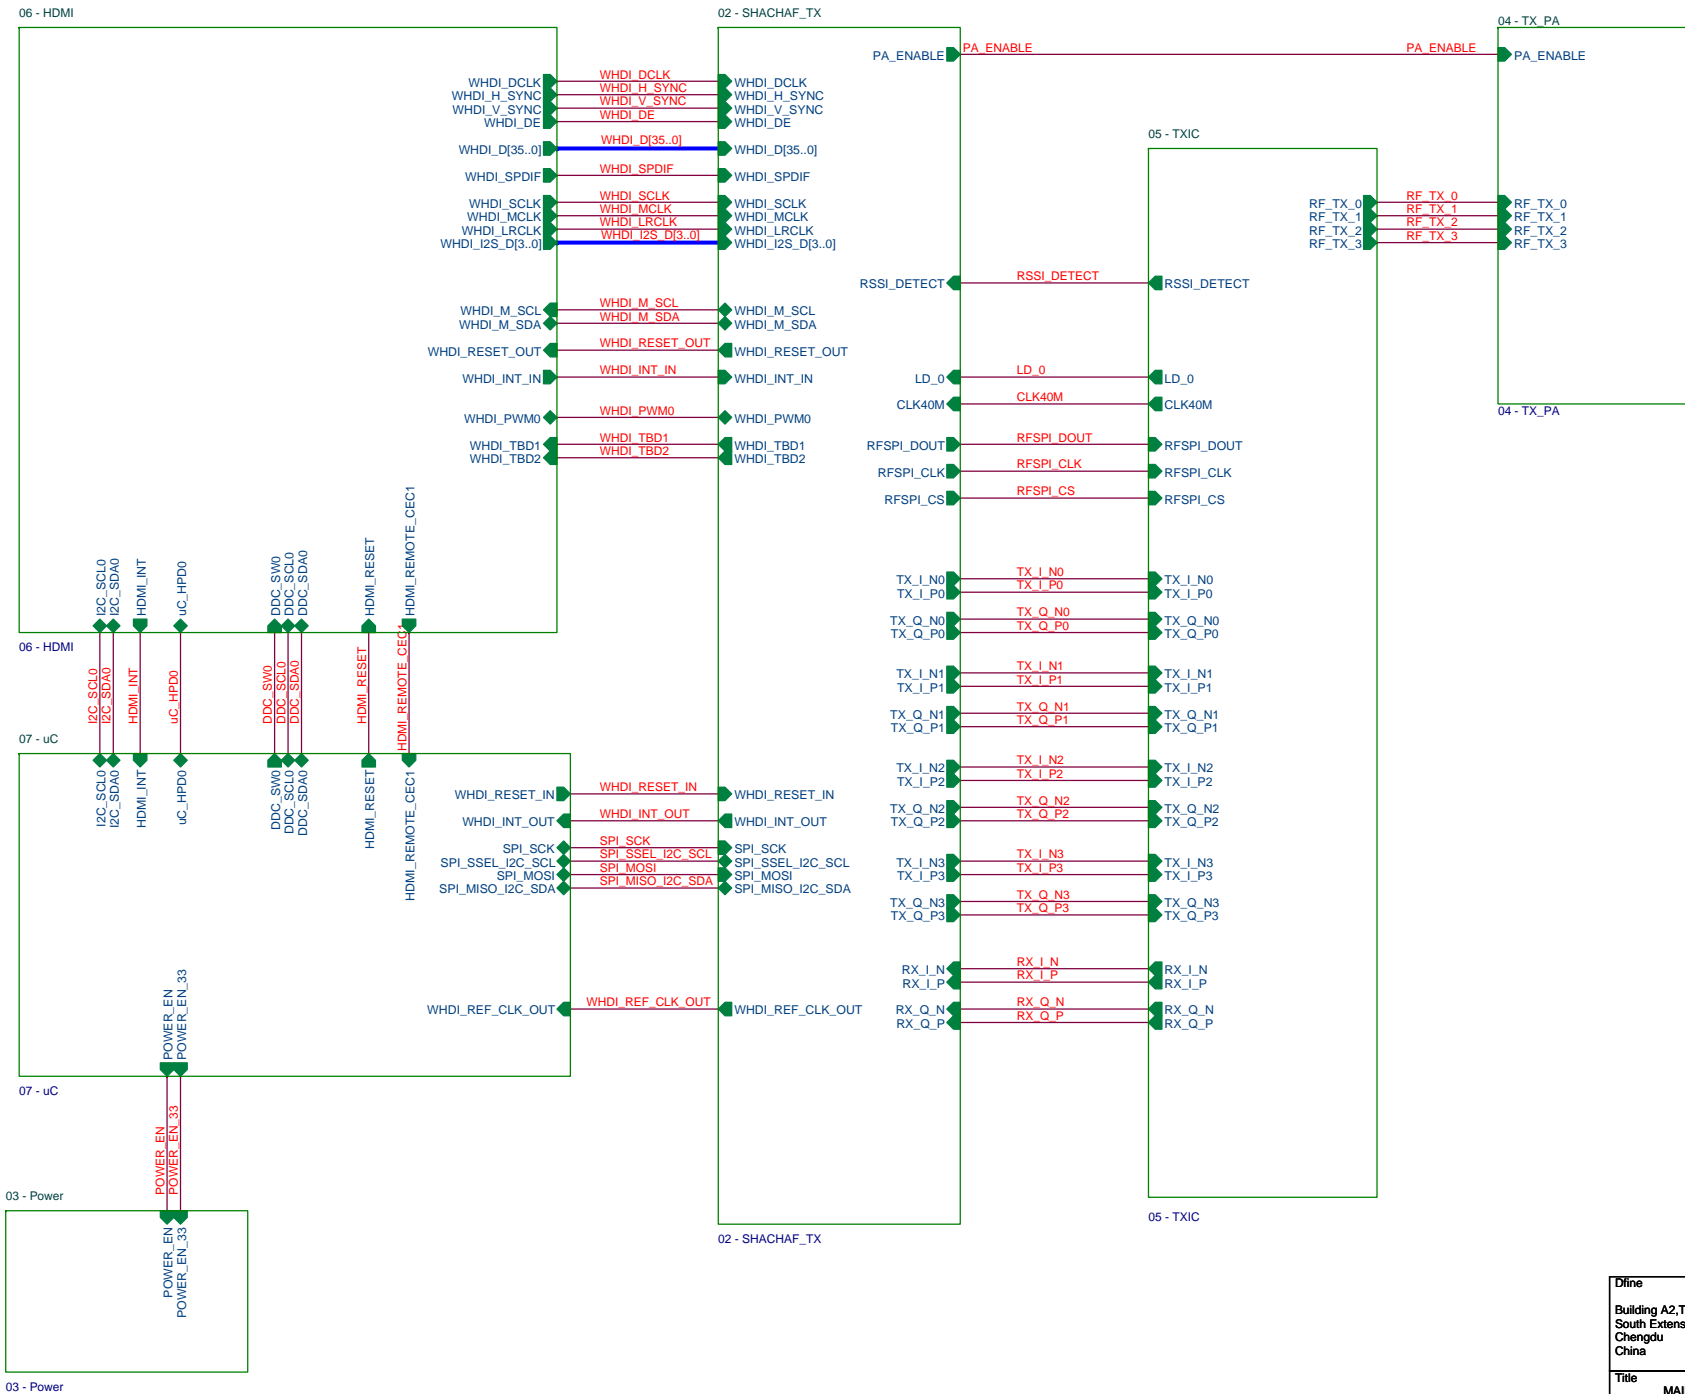 06 - HDMI
WHDI_DCLK
WHDI_H_SYNC
WHDI_V_SYNC
WHDI_DE
WHDI_D[35..0]
WHDI_SPDIF
WHDI_SCLK
WHDI_MCLK
WHDI_LRCLK
WHDI_I2S_D[3..0]
WHDI_M_SCL
WHDI_M_SDA
WHDI_RESET_OUT
WHDI_INT_IN
WHDI_PWM0
WHDI_TBD1
WHDI_TBD2
I2C_SCL0
I2C_SDA0
HDMI_INT
uC_HPD0
DDC_SW0
DDC_SCL0
DDC_SDA0
HDMI_RESET
HDMI_REMOTE_CEC1
06 - HDMI
WHDI_DCLK
WHDI_H_SYNC
WHDI_V_SYNC
WHDI_DE
WHDI_D[35..0]
WHDI_SPDIF
WHDI_SCLK
WHDI_MCLK
WHDI_LRCLK
WHDI_I2S_D[3..0]
WHDI_M_SCL
WHDI_M_SDA
WHDI_RESET_OUT
WHDI_INT_IN
WHDI_PWM0
WHDI_TBD1
WHDI_TBD2
I2C_SCL0
I2C_SDA0
HDMI_INT
uC_HPD0
DDC_SW0
DDC_SCL0
DDC_SDA0
HDMI_RESET
HDMI_REMOTE_CEC1
07 - uC
I2C_SCL0
I2C_SDA0
HDMI_INT
uC_HPD0
DDC_SW0
DDC_SCL0
DDC_SDA0
HDMI_RESET
HDMI_REMOTE_CEC1
WHDI_RESET_IN
WHDI_INT_OUT
SPI_SCK
SPI_SSEL_I2C_SCL
SPI_MOSI
SPI_MISO_I2C_SDA
WHDI_REF_CLK_OUT
POWER_EN
POWER_EN_33
07 - uC
WHDI_RESET_IN
WHDI_INT_OUT
SPI_SCK
SPI_SSEL_I2C_SCL
SPI_MOSI
SPI_MISO_I2C_SDA
WHDI_REF_CLK_OUT
POWER_EN
POWER_EN_33
03 - Power
POWER_EN
POWER_EN_33
03 - Power
02 - SHACHAF_TX
WHDI_DCLK
WHDI_H_SYNC
WHDI_V_SYNC
WHDI_DE
WHDI_D[35..0]
WHDI_SPDIF
WHDI_SCLK
WHDI_MCLK
WHDI_LRCLK
WHDI_I2S_D[3..0]
WHDI_M_SCL
WHDI_M_SDA
WHDI_RESET_OUT
WHDI_INT_IN
WHDI_PWM0
WHDI_TBD1
WHDI_TBD2
WHDI_RESET_IN
WHDI_INT_OUT
SPI_SCK
SPI_SSEL_I2C_SCL
SPI_MOSI
SPI_MISO_I2C_SDA
WHDI_REF_CLK_OUT
PA_ENABLE
RSSI_DETECT
LD_0
CLK40M
RFSPI_DOUT
RFSPI_CLK
RFSPI_CS
TX_I_N0
TX_I_P0
TX_Q_N0
TX_Q_P0
TX_I_N1
TX_I_P1
TX_Q_N1
TX_Q_P1
TX_I_N2
TX_I_P2
TX_Q_N2
TX_Q_P2
TX_I_N3
TX_I_P3
TX_Q_N3
TX_Q_P3
RX_I_N
RX_I_P
RX_Q_N
RX_Q_P
02 - SHACHAF_TX
PA_ENABLE
PA_ENABLE
RSSI_DETECT
LD_0
CLK40M
RFSPI_DOUT
RFSPI_CLK
RFSPI_CS
TX_I_N0
TX_I_P0
TX_Q_N0
TX_Q_P0
TX_I_N1
TX_I_P1
TX_Q_N1
TX_Q_P1
TX_I_N2
TX_I_P2
TX_Q_N2
TX_Q_P2
TX_I_N3
TX_I_P3
TX_Q_N3
TX_Q_P3
RX_I_N
RX_I_P
RX_Q_N
RX_Q_P
05 - TXIC
RSSI_DETECT
LD_0
CLK40M
RFSPI_DOUT
RFSPI_CLK
RFSPI_CS
TX_I_N0
TX_I_P0
TX_Q_N0
TX_Q_P0
TX_I_N1
TX_I_P1
TX_Q_N1
TX_Q_P1
TX_I_N2
TX_I_P2
TX_Q_N2
TX_Q_P2
TX_I_N3
TX_I_P3
TX_Q_N3
TX_Q_P3
RX_I_N
RX_I_P
RX_Q_N
RX_Q_P
RF_TX_0
RF_TX_1
RF_TX_2
RF_TX_3
05 - TXIC
RF_TX_0
RF_TX_1
RF_TX_2
RF_TX_3
04 - TX_PA
PA_ENABLE
RF_TX_0
RF_TX_1
RF_TX_2
RF_TX_3
04 - TX_PA
Dfine
Building A2,T
South Extens
Chengdu
China
Title
MAI